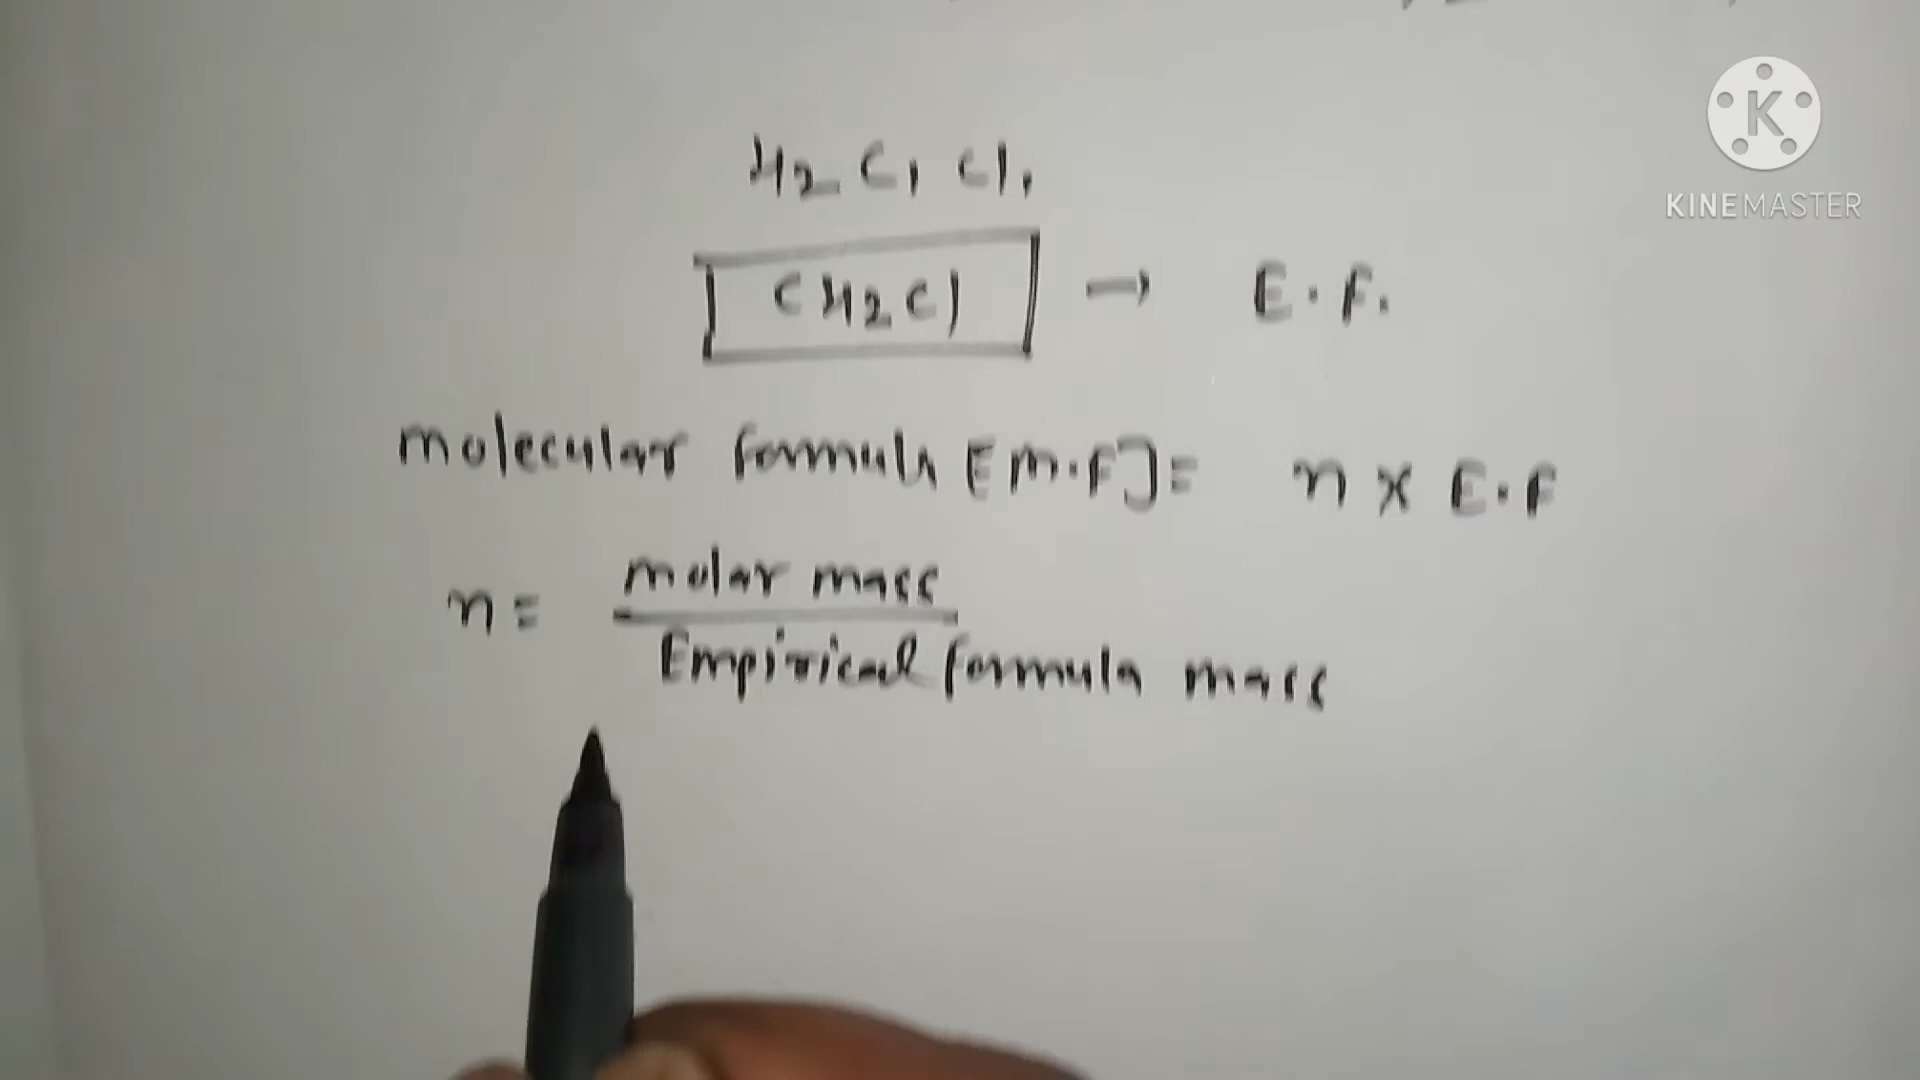 K
KINEMASTER
H2 C1 Cl1
CH2Cl → E.F.
molecular formula [M.F] = n x E.F
n = molar mass
Empirical formula mass